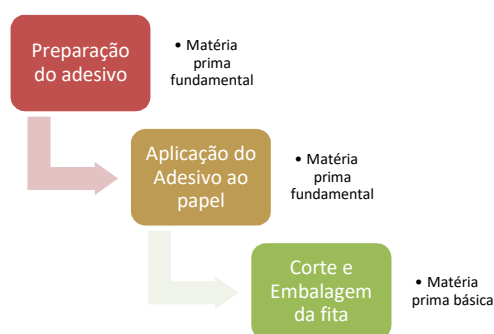 Preparação
do adesivo
• Matéria
prima
fundamental
Aplicação do
Adesivo ao
papel
• Matéria
prima
fundamental
Corte e
Embalagem
da fita
• Matéria
prima básica